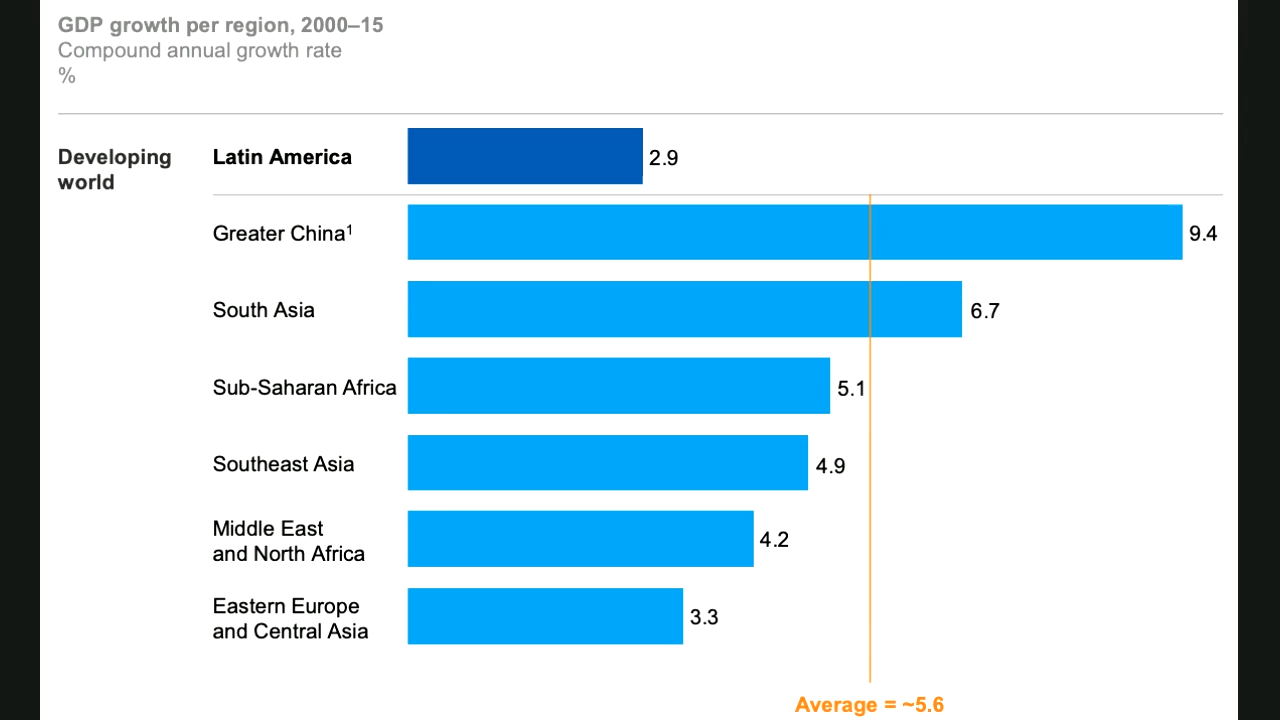 GDP growth per region, 2000–15
Compound annual growth rate
%
Developing
world
Latin America
2.9
Greater China¹
9.4
South Asia
6.7
Sub-Saharan Africa
5.1
Southeast Asia
4.9
Middle East
and North Africa
4.2
Eastern Europe
and Central Asia
3.3
Average = ~5.6